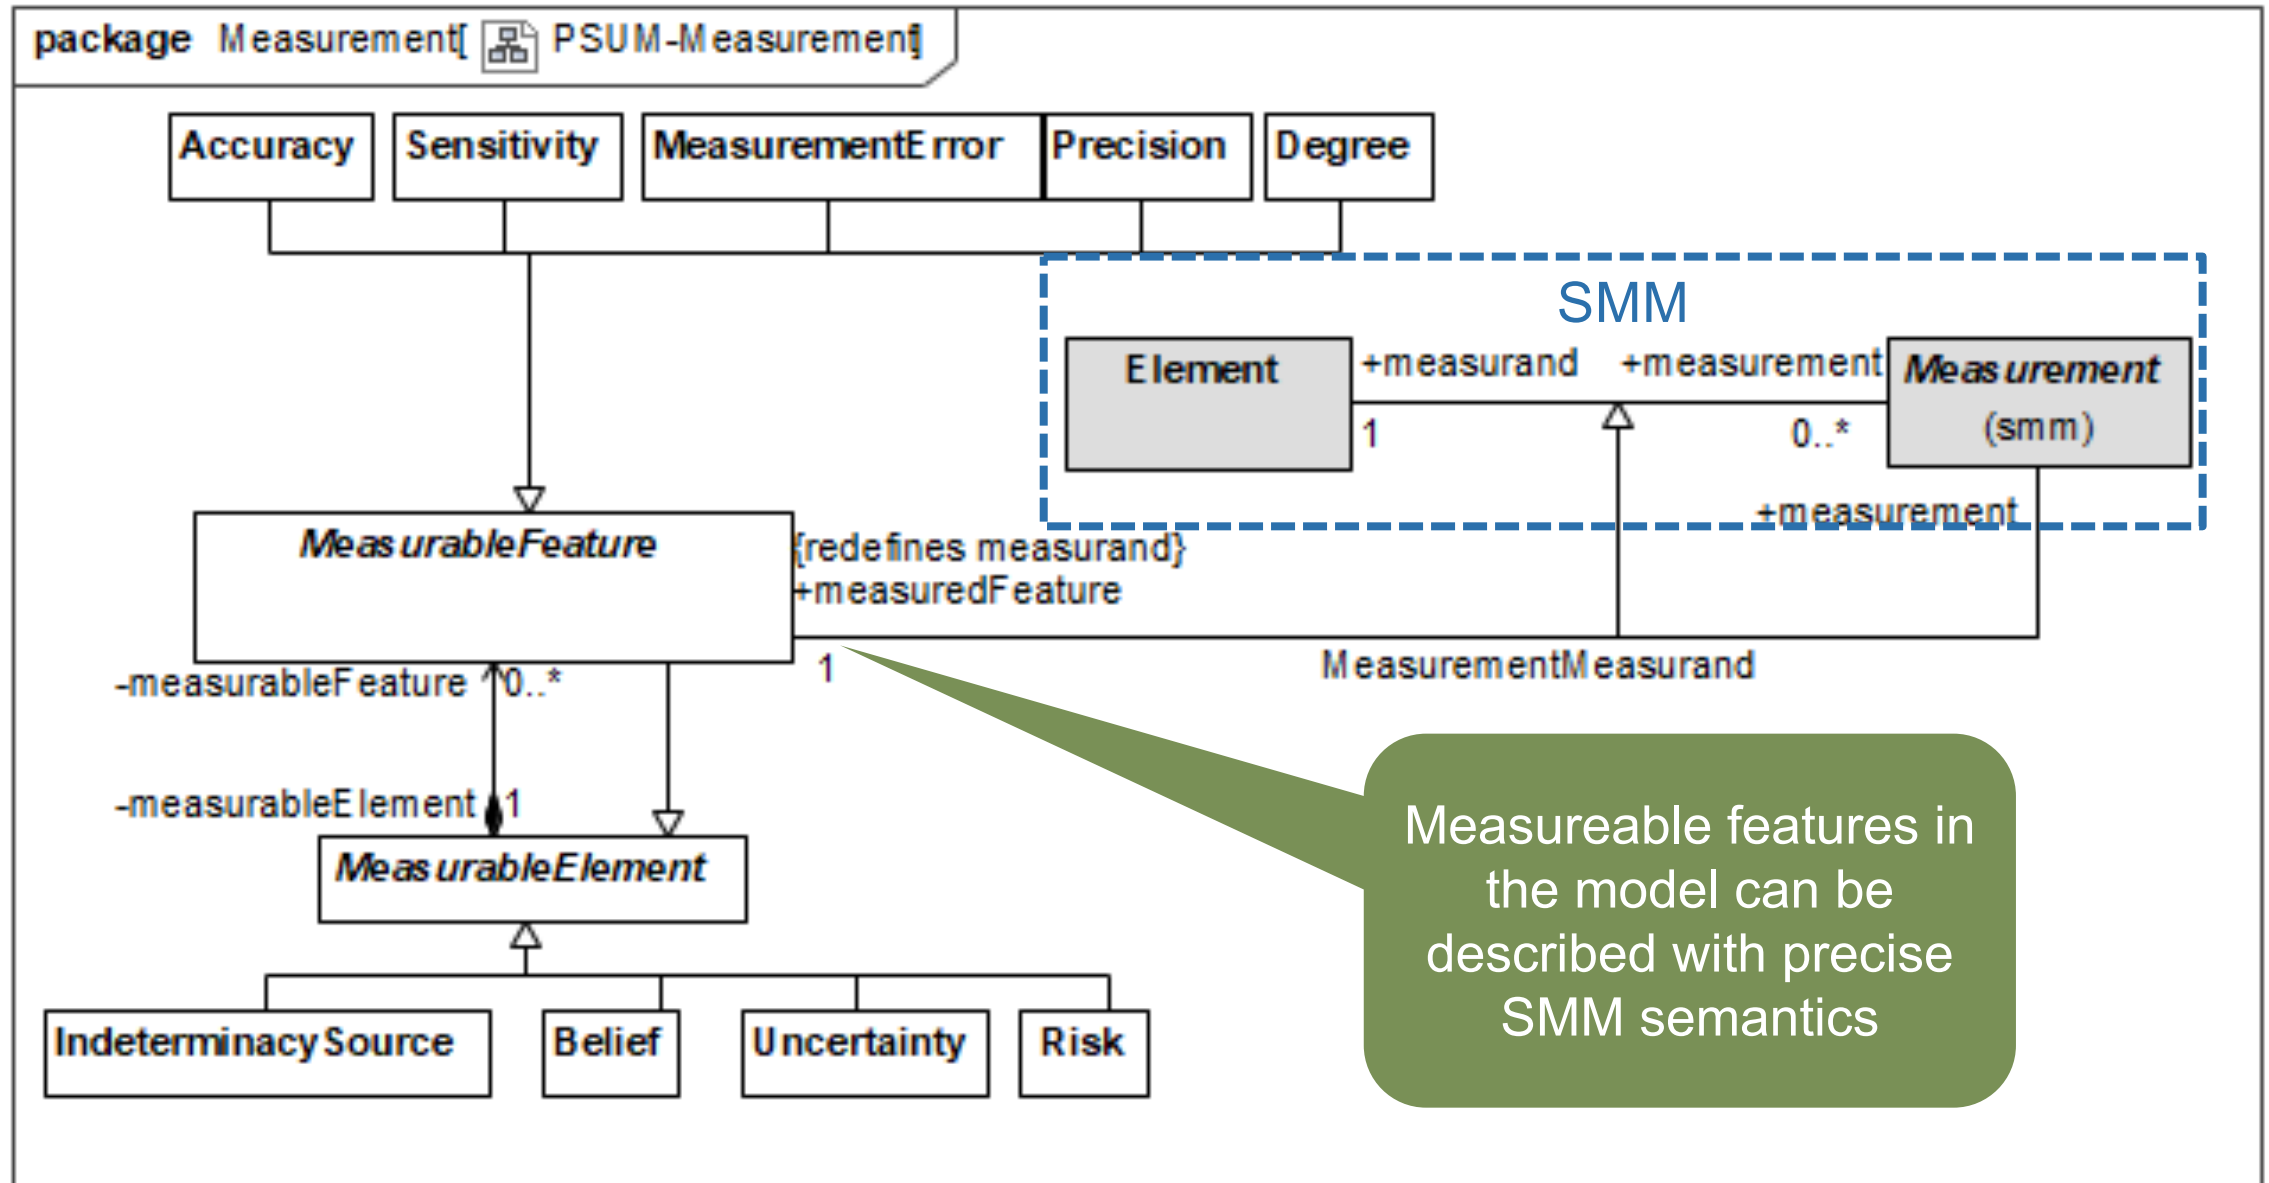 package Measurement[ PSUM-Measurement]
Accuracy
Sensitivity
MeasurementError
Precision
Degree
SMM
Element
+measurand
+measurement
Measurement
(smm)
1
0..*
+measurement
MeasurableFeature
{redefines measurand}
+measuredFeature
1
MeasurementMeasurand
-measurableFeature
0..*
-measurableElement
1
MeasurableElement
IndeterminacySource
Belief
Uncertainty
Risk
Measureable features in
the model can be
described with precise
SMM semantics